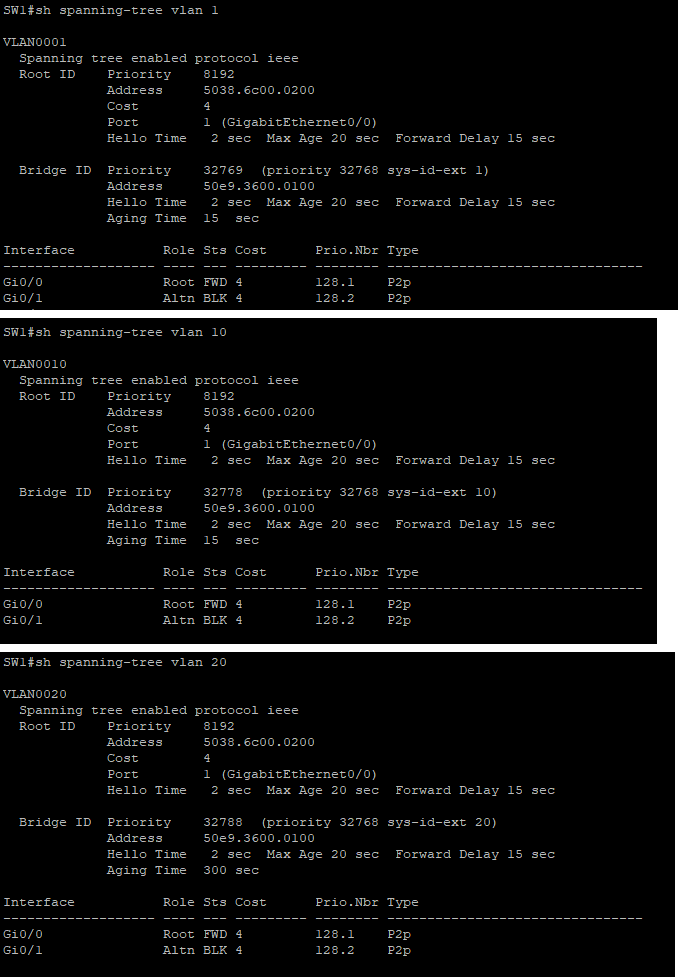 SW1#sh spanning-tree vlan 1
VLAN0001
  Spanning tree enabled protocol ieee
  Root ID    Priority    8192
             Address     5038.6c00.0200
             Cost        4
             Port        1 (GigabitEthernet0/0)
             Hello Time   2 sec  Max Age 20 sec  Forward Delay 15 sec
  Bridge ID  Priority    32769  (priority 32768 sys-id-ext 1)
             Address     50e9.3600.0100
             Hello Time   2 sec  Max Age 20 sec  Forward Delay 15 sec
             Aging Time  15  sec
Interface           Role Sts Cost      Prio.Nbr Type
------------------- ---- --- --------- -------- --------------------------------
Gi0/0               Root FWD 4         128.1    P2p
Gi0/1               Altn BLK 4         128.2    P2p
SW1#sh spanning-tree vlan 10
VLAN0010
  Spanning tree enabled protocol ieee
  Root ID    Priority    8192
             Address     5038.6c00.0200
             Cost        4
             Port        1 (GigabitEthernet0/0)
             Hello Time   2 sec  Max Age 20 sec  Forward Delay 15 sec
  Bridge ID  Priority    32778  (priority 32768 sys-id-ext 10)
             Address     50e9.3600.0100
             Hello Time   2 sec  Max Age 20 sec  Forward Delay 15 sec
             Aging Time  15  sec
Interface           Role Sts Cost      Prio.Nbr Type
------------------- ---- --- --------- -------- --------------------------------
Gi0/0               Root FWD 4         128.1    P2p
Gi0/1               Altn BLK 4         128.2    P2p
SW1#sh spanning-tree vlan 20
VLAN0020
  Spanning tree enabled protocol ieee
  Root ID    Priority    8192
             Address     5038.6c00.0200
             Cost        4
             Port        1 (GigabitEthernet0/0)
             Hello Time   2 sec  Max Age 20 sec  Forward Delay 15 sec
  Bridge ID  Priority    32788  (priority 32768 sys-id-ext 20)
             Address     50e9.3600.0100
             Hello Time   2 sec  Max Age 20 sec  Forward Delay 15 sec
             Aging Time  300 sec
Interface           Role Sts Cost      Prio.Nbr Type
------------------- ---- --- --------- -------- --------------------------------
Gi0/0               Root FWD 4         128.1    P2p
Gi0/1               Altn BLK 4         128.2    P2p